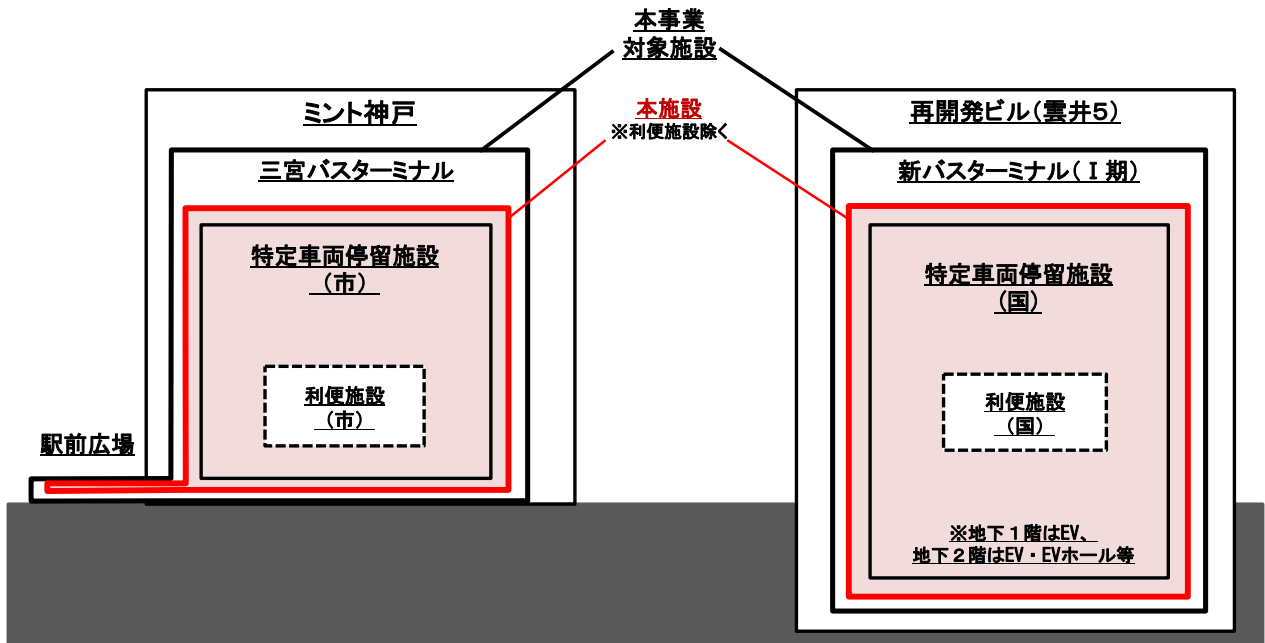 本事業
対象施設
ミント神戸
本施設
※利便施設除く
再開発ビル(雲井5)
三宮バスターミナル
新バスターミナル(Ⅰ期)
特定車両停留施設
(市)
特定車両停留施設
(国)
利便施設
(市)
利便施設
(国)
駅前広場
※地下1階はEV、
地下2階はEV・EVホール等